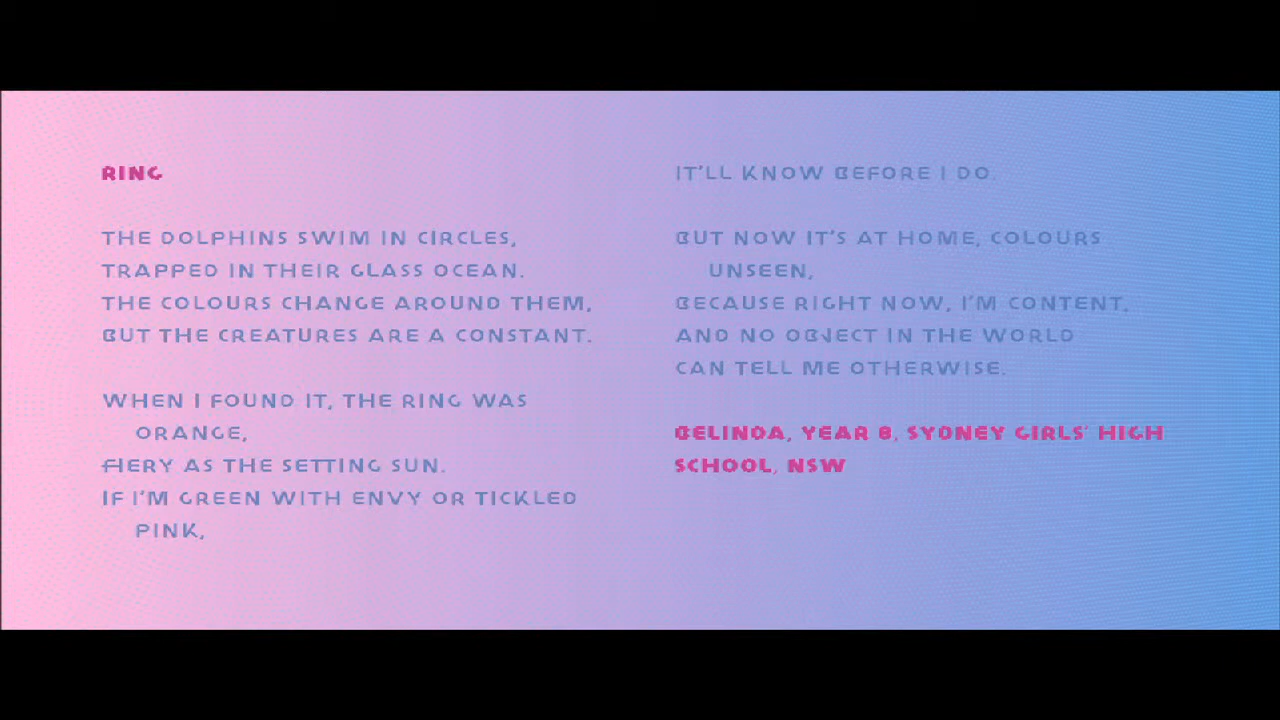 RING
THE DOLPHINS SWIM IN CIRCLES,
TRAPPED IN THEIR GLASS OCEAN.
THE COLOURS CHANGE AROUND THEM,
BUT THE CREATURES ARE A CONSTANT.
WHEN I FOUND IT, THE RING WAS
ORANGE,
FIERY AS THE SETTING SUN.
IF I'M GREEN WITH ENVY OR TICKLED
PINK,
IT'LL KNOW BEFORE I DO.
BUT NOW IT'S AT HOME, COLOURS
UNSEEN,
BECAUSE RIGHT NOW, I'M CONTENT,
AND NO OBJECT IN THE WORLD
CAN TELL ME OTHERWISE.
BELINDA, YEAR 8, SYDNEY GIRLS' HIGH
SCHOOL, NSW